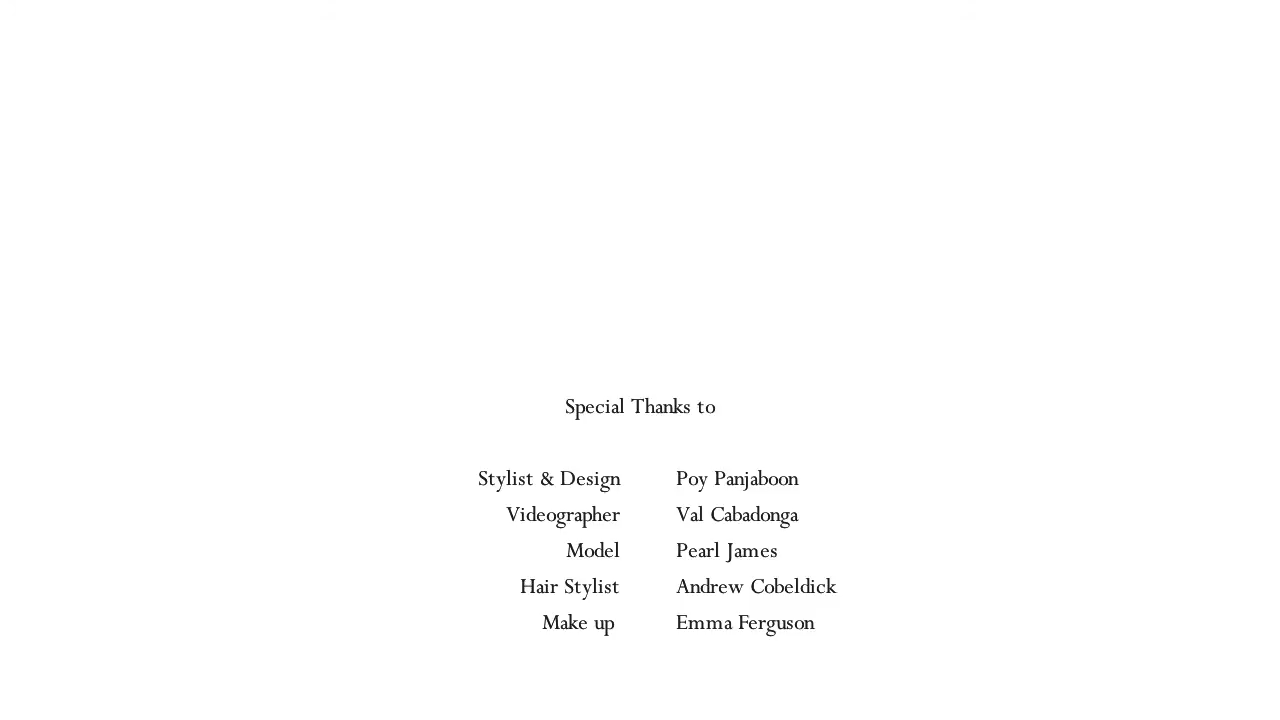 Special Thanks to
Stylist & Design Poy Panjaboon
Videographer Val Cabadonga
Model Pearl James
Hair Stylist Andrew Cobeldick
Make up Emma Ferguson